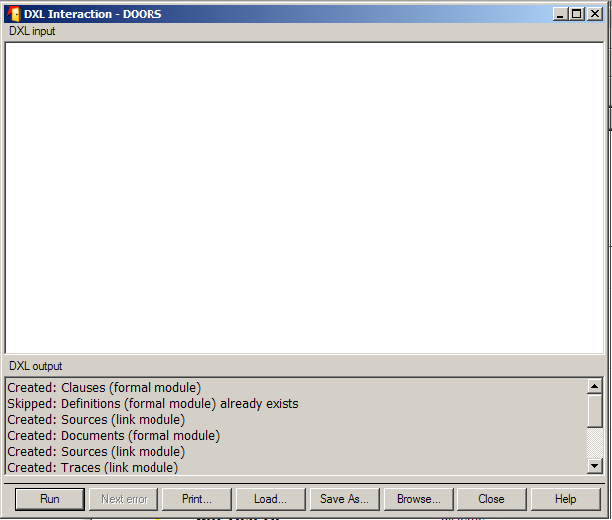 DXL Interaction - DOORS
DXL input
DXL output
Created: Clauses (formal module)
Skipped: Definitions (formal module) already exists
Created: Sources (link module)
Created: Documents (formal module)
Created: Sources (link module)
Created: Traces (link module)
Run Next error Print... Load... Save As... Browse... Close Help